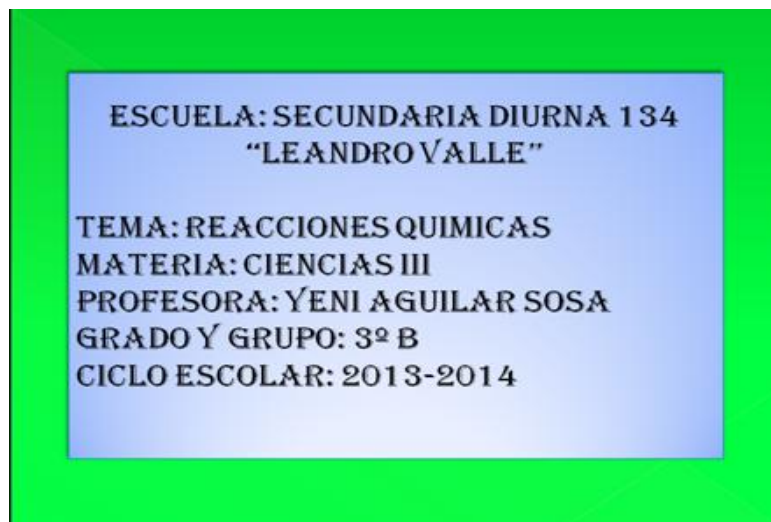 ESCUELA: SECUNDARIA DIURNA 134
“LEANDRO VALLE”
TEMA: REACCIONES QUIMICAS
MATERIA: CIENCIAS III
PROFESORA: YENI AGUILAR SOSA
GRADO Y GRUPO: 3º B
CICLO ESCOLAR: 2013-2014